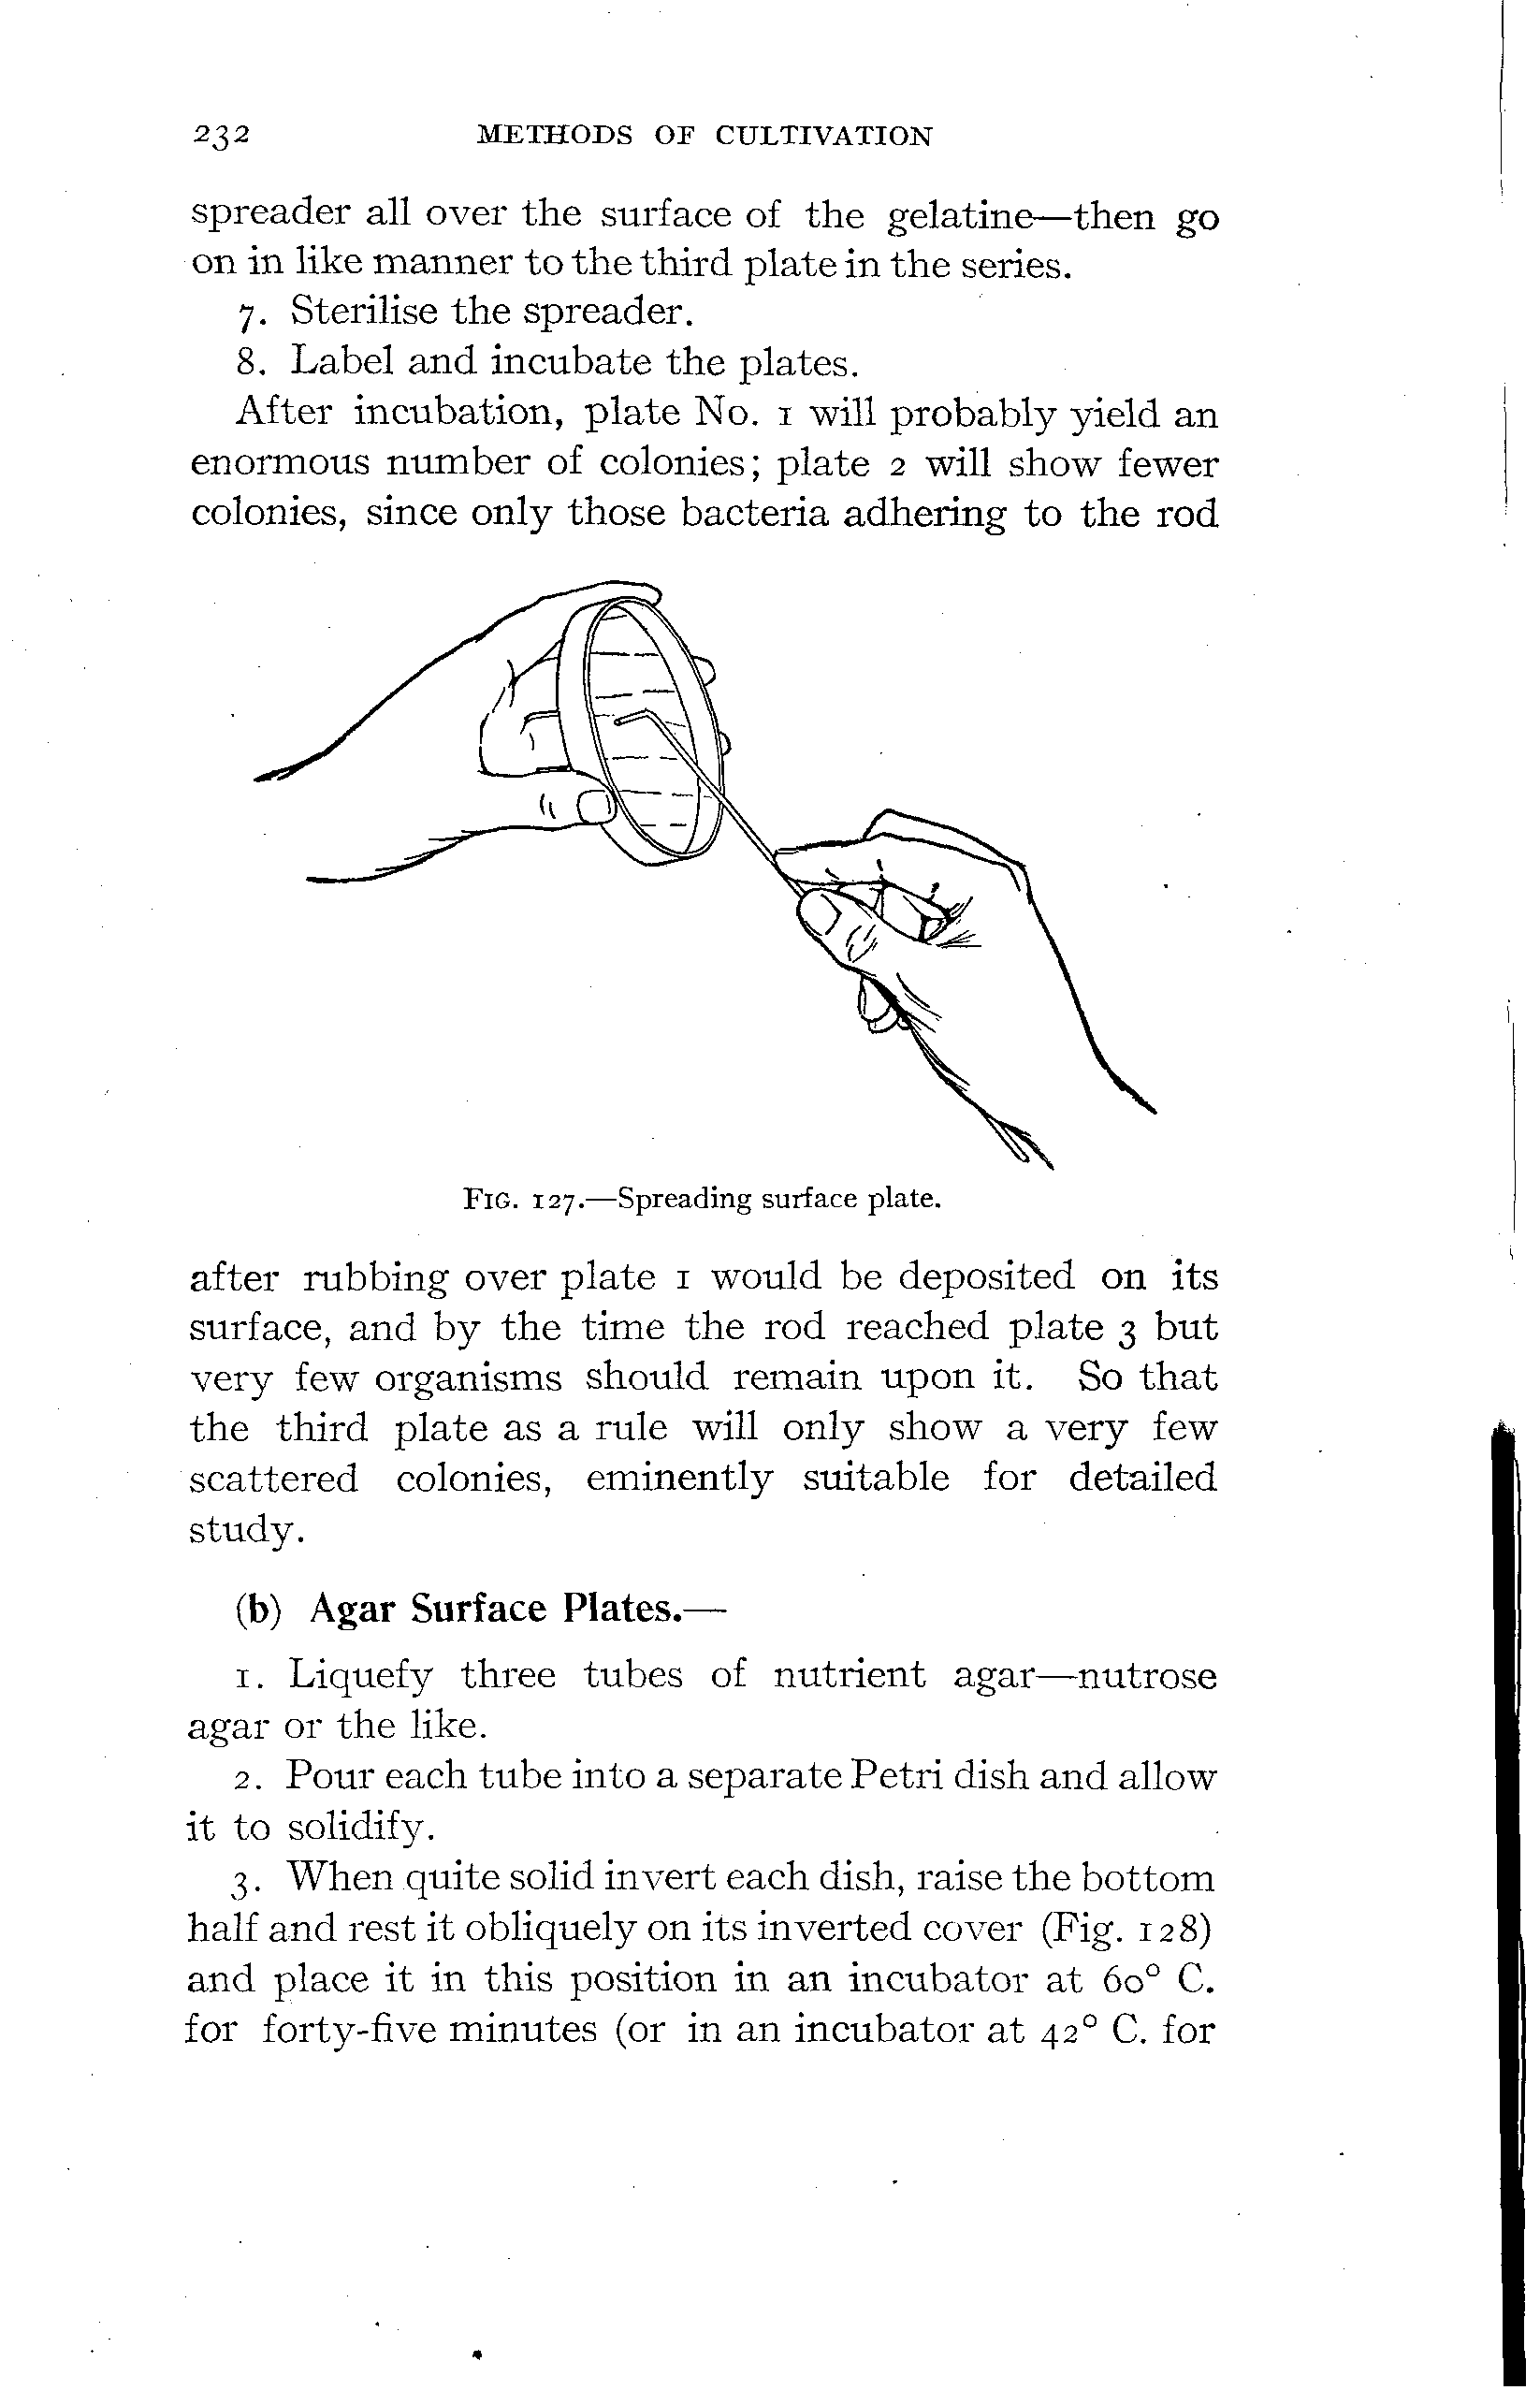 232 METHODS OF CULTIVATION
spreader all over the surface of the gelatine—then go
on in like manner to the third plate in the series.
7. Sterilise the spreader.
8. Label and incubate the plates.
After incubation, plate No. 1 will probably yield an
enormous number of colonies; plate 2 will show fewer
colonies, since only those bacteria adhering to the rod
FIG. 127.—Spreading surface plate.
after rubbing over plate 1 would be deposited on its
surface, and by the time the rod reached plate 3 but
very few organisms should remain upon it. So that
the third plate as a rule will only show a very few
scattered colonies, eminently suitable for detailed
study.
(b) Agar Surface Plates.—
1. Liquefy three tubes of nutrient agar—nutrose
agar or the like.
2. Pour each tube into a separate Petri dish and allow
it to solidify.
3. When quite solid invert each dish, raise the bottom
half and rest it obliquely on its inverted cover (Fig. 128)
and place it in this position in an incubator at 60° C.
for forty-five minutes (or in an incubator at 42° C. for